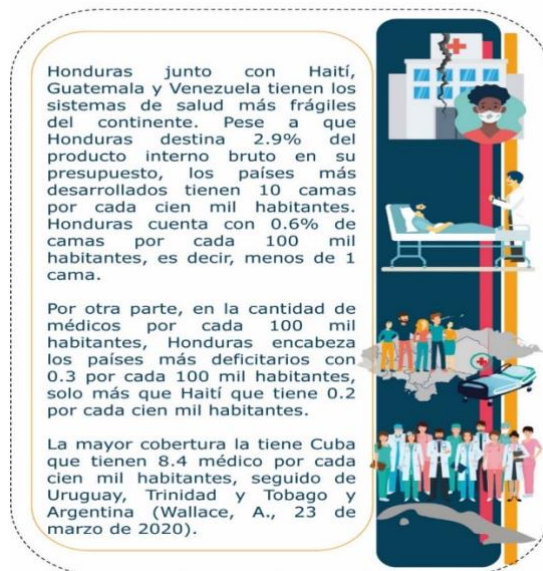 Honduras junto con Haití,
Guatemala y Venezuela tienen los
sistemas de salud más frágiles
del continente. Pese a que
Honduras destina 2.9% del
producto interno bruto en su
presupuesto, los países más
desarrollados tienen 10 camas
por cada cien mil habitantes.
Honduras cuenta con 0.6% de
camas por cada 100 mil
habitantes, es decir, menos de 1
cama.
Por otra parte, en la cantidad de
médicos por cada 100 mil
habitantes, Honduras encabeza
los países más deficitarios con
0.3 por cada 100 mil habitantes,
solo más que Haití que tiene 0.2
por cada cien mil habitantes.
La mayor cobertura la tiene Cuba
que tienen 8.4 médico por cada
cien mil habitantes, seguido de
Uruguay, Trinidad y Tobago y
Argentina (Wallace, A., 23 de
marzo de 2020).